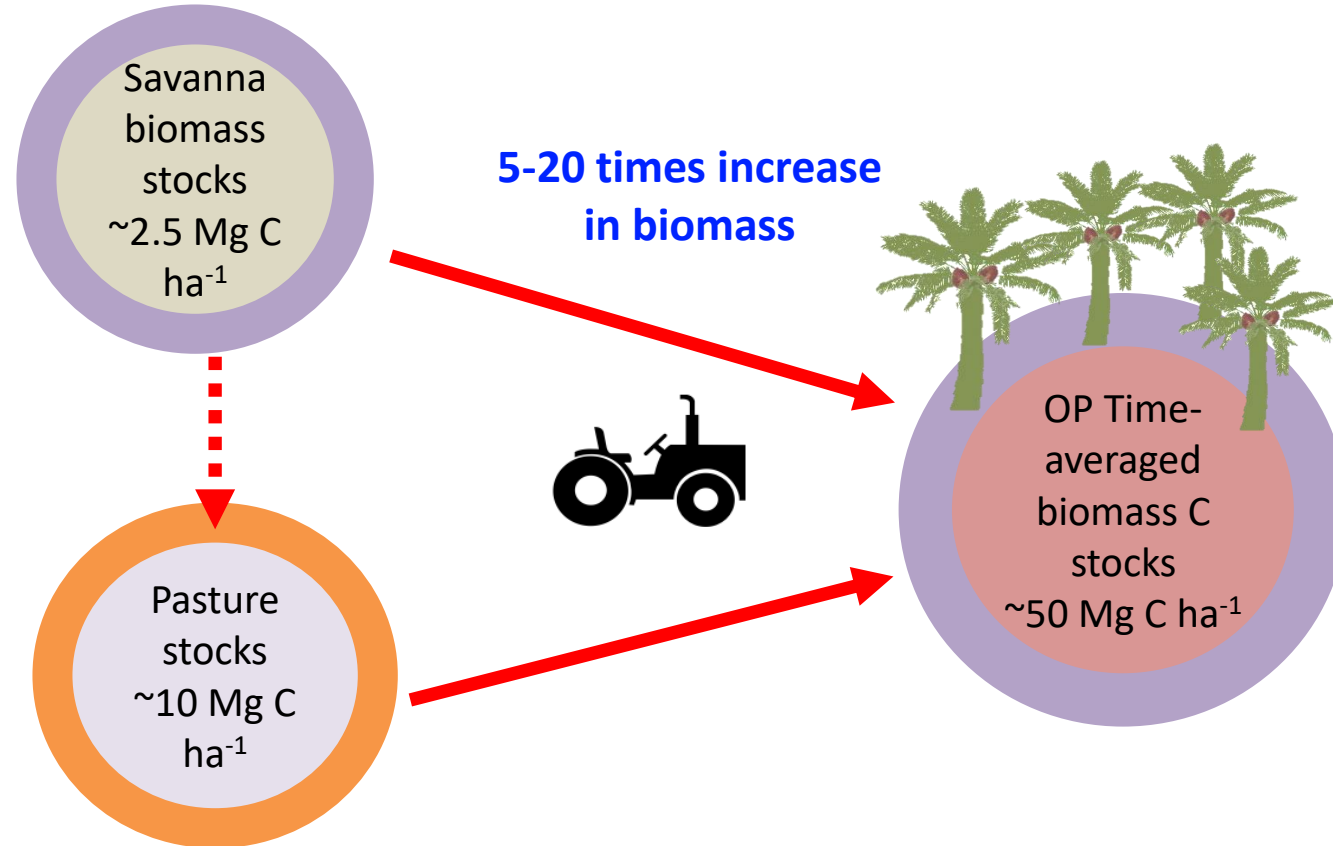 Savanna
biomass
stocks
~2.5 Mg C
ha⁻¹
5-20 times increase
in biomass
OP Time-
averaged
biomass C
stocks
~50 Mg C ha⁻¹
Pasture
stocks
~10 Mg C
ha⁻¹